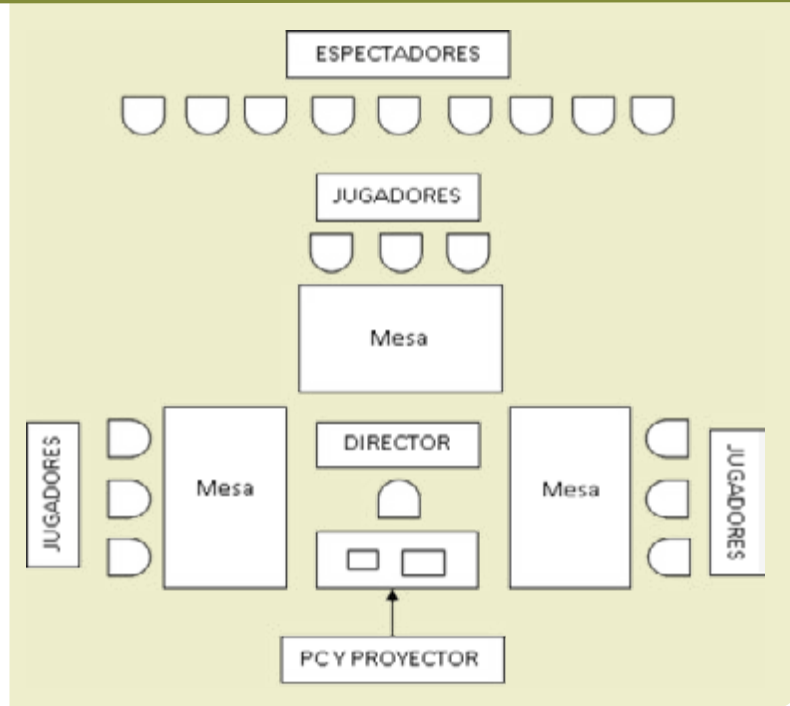 ESPECTADORES
JUGADORES
Mesa
JUGADORES
Mesa
DIRECTOR
Mesa
JUGADORES
PC Y PROYECTOR